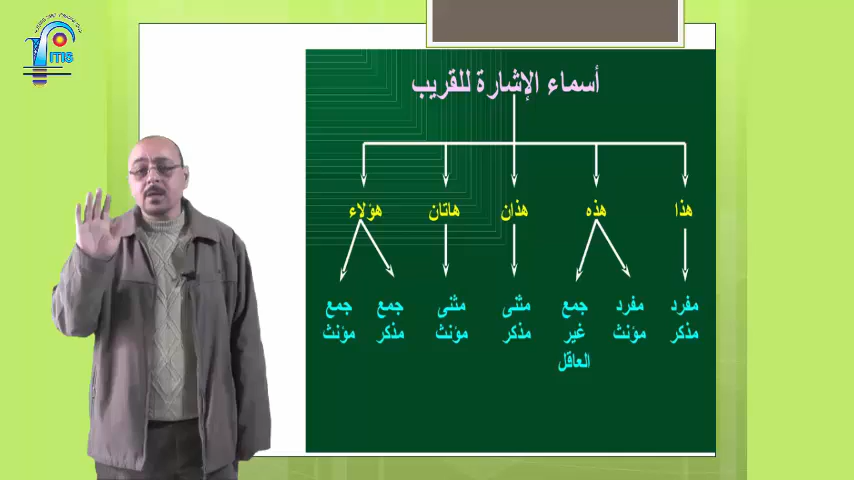 أسماء الإشارة للقريب
هذا
هذه
هذان
هاتان
هؤلاء
مفرد
مذكر
مفرد
مؤنث
جمع
غير
العاقل
مثنى
مذكر
مثنى
مؤنث
جمع
مذكر
جمع
مؤنث
ms